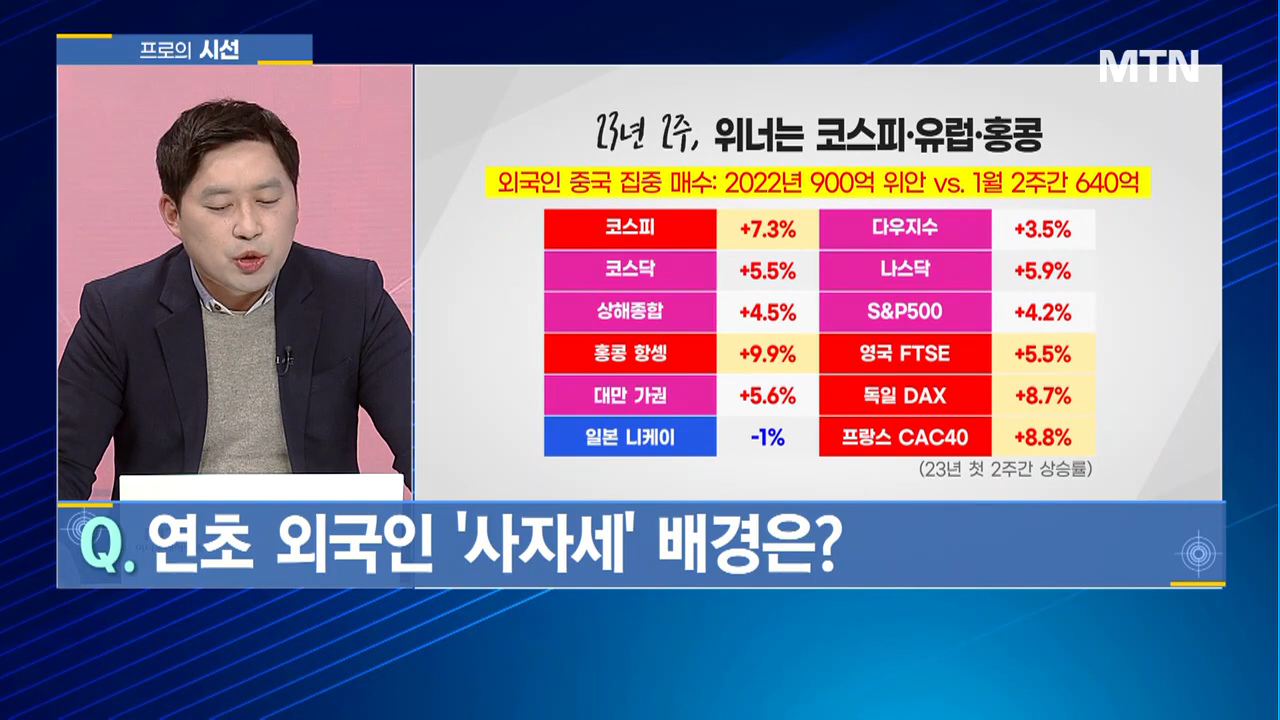 프로의 시선
MTN
23년 2주, 위너는 코스피·유럽·홍콩
외국인 중국 집중 매수: 2022년 900억 위안 vs. 1월 2주간 640억
코스피 +7.3% 다우지수 +3.5%
코스닥 +5.5% 나스닥 +5.9%
상해종합 +4.5% S&P500 +4.2%
홍콩 항셍 +9.9% 영국 FTSE +5.5%
대만 가권 +5.6% 독일 DAX +8.7%
일본 니케이 -1% 프랑스 CAC40 +8.8%
(23년 첫 2주간 상승률)
Q. 연초 외국인 '사자세' 배경은?